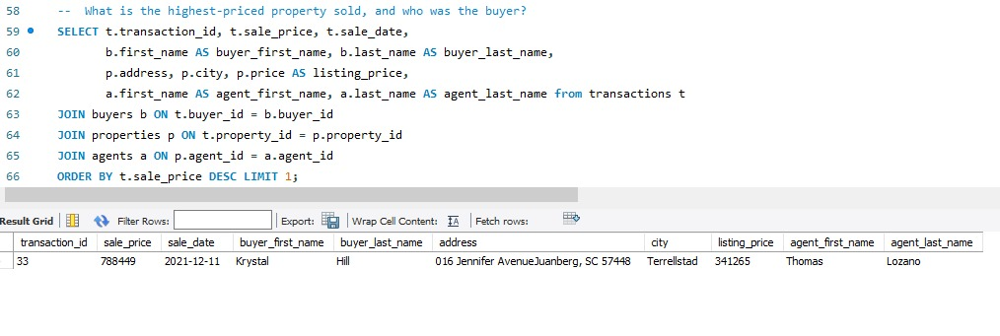 58 -- What is the highest-priced property sold, and who was the buyer?
59 SELECT t.transaction_id, t.sale_price, t.sale_date,
60 b.first_name AS buyer_first_name, b.last_name AS buyer_last_name,
61 p.address, p.city, p.price AS listing_price,
62 a.first_name AS agent_first_name, a.last_name AS agent_last_name from transactions t
63 JOIN buyers b ON t.buyer_id = b.buyer_id
64 JOIN properties p ON t.property_id = p.property_id
65 JOIN agents a ON p.agent_id = a.agent_id
66 ORDER BY t.sale_price DESC LIMIT 1;
Result Grid Filter Rows: Export: Wrap Cell Content: IA Fetch rows:
transaction_id sale_price sale_date buyer_first_name buyer_last_name address city listing_price agent_first_name agent_last_name
33 788449 2021-12-11 Krystal Hill 016 Jennifer AvenueJuanberg, SC 57448 Terrellstad 341265 Thomas Lozano